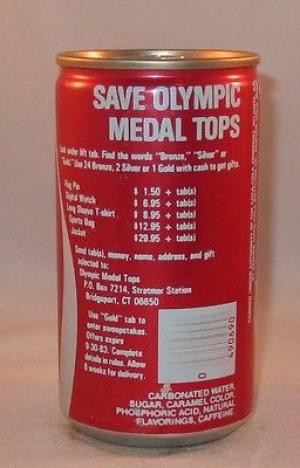 SAVE OLYMPIC
MEDAL TOPS
Look under lift tab. Find the words "Bronze," "Silver" or
"Gold." Use 24 Bronze, 2 Silver or 1 Gold with cash to get gifts.
Flag Pin $ 1.50 + tab(s)
Digital Watch $ 6.95 + tab(s)
Long Sleeve T-shirt $ 8.95 + tab(s)
Sports Bag $12.95 + tab(s)
Jacket $29.95 + tab(s)
Send tab(s), money, name, address, and gift
selected to:
Olympic Medal Tops
P.O. Box 7214, Stratmor Station
Bridgeport, CT 06650
Use "Gold" tab to
enter sweepstakes.
Offers expire
9-30-83. Complete
details in rules. Allow
8 weeks for delivery.
0 490690
CARBONATED WATER,
SUGAR, CARAMEL COLOR,
PHOSPHORIC ACID, NATURAL
FLAVORINGS, CAFFEINE